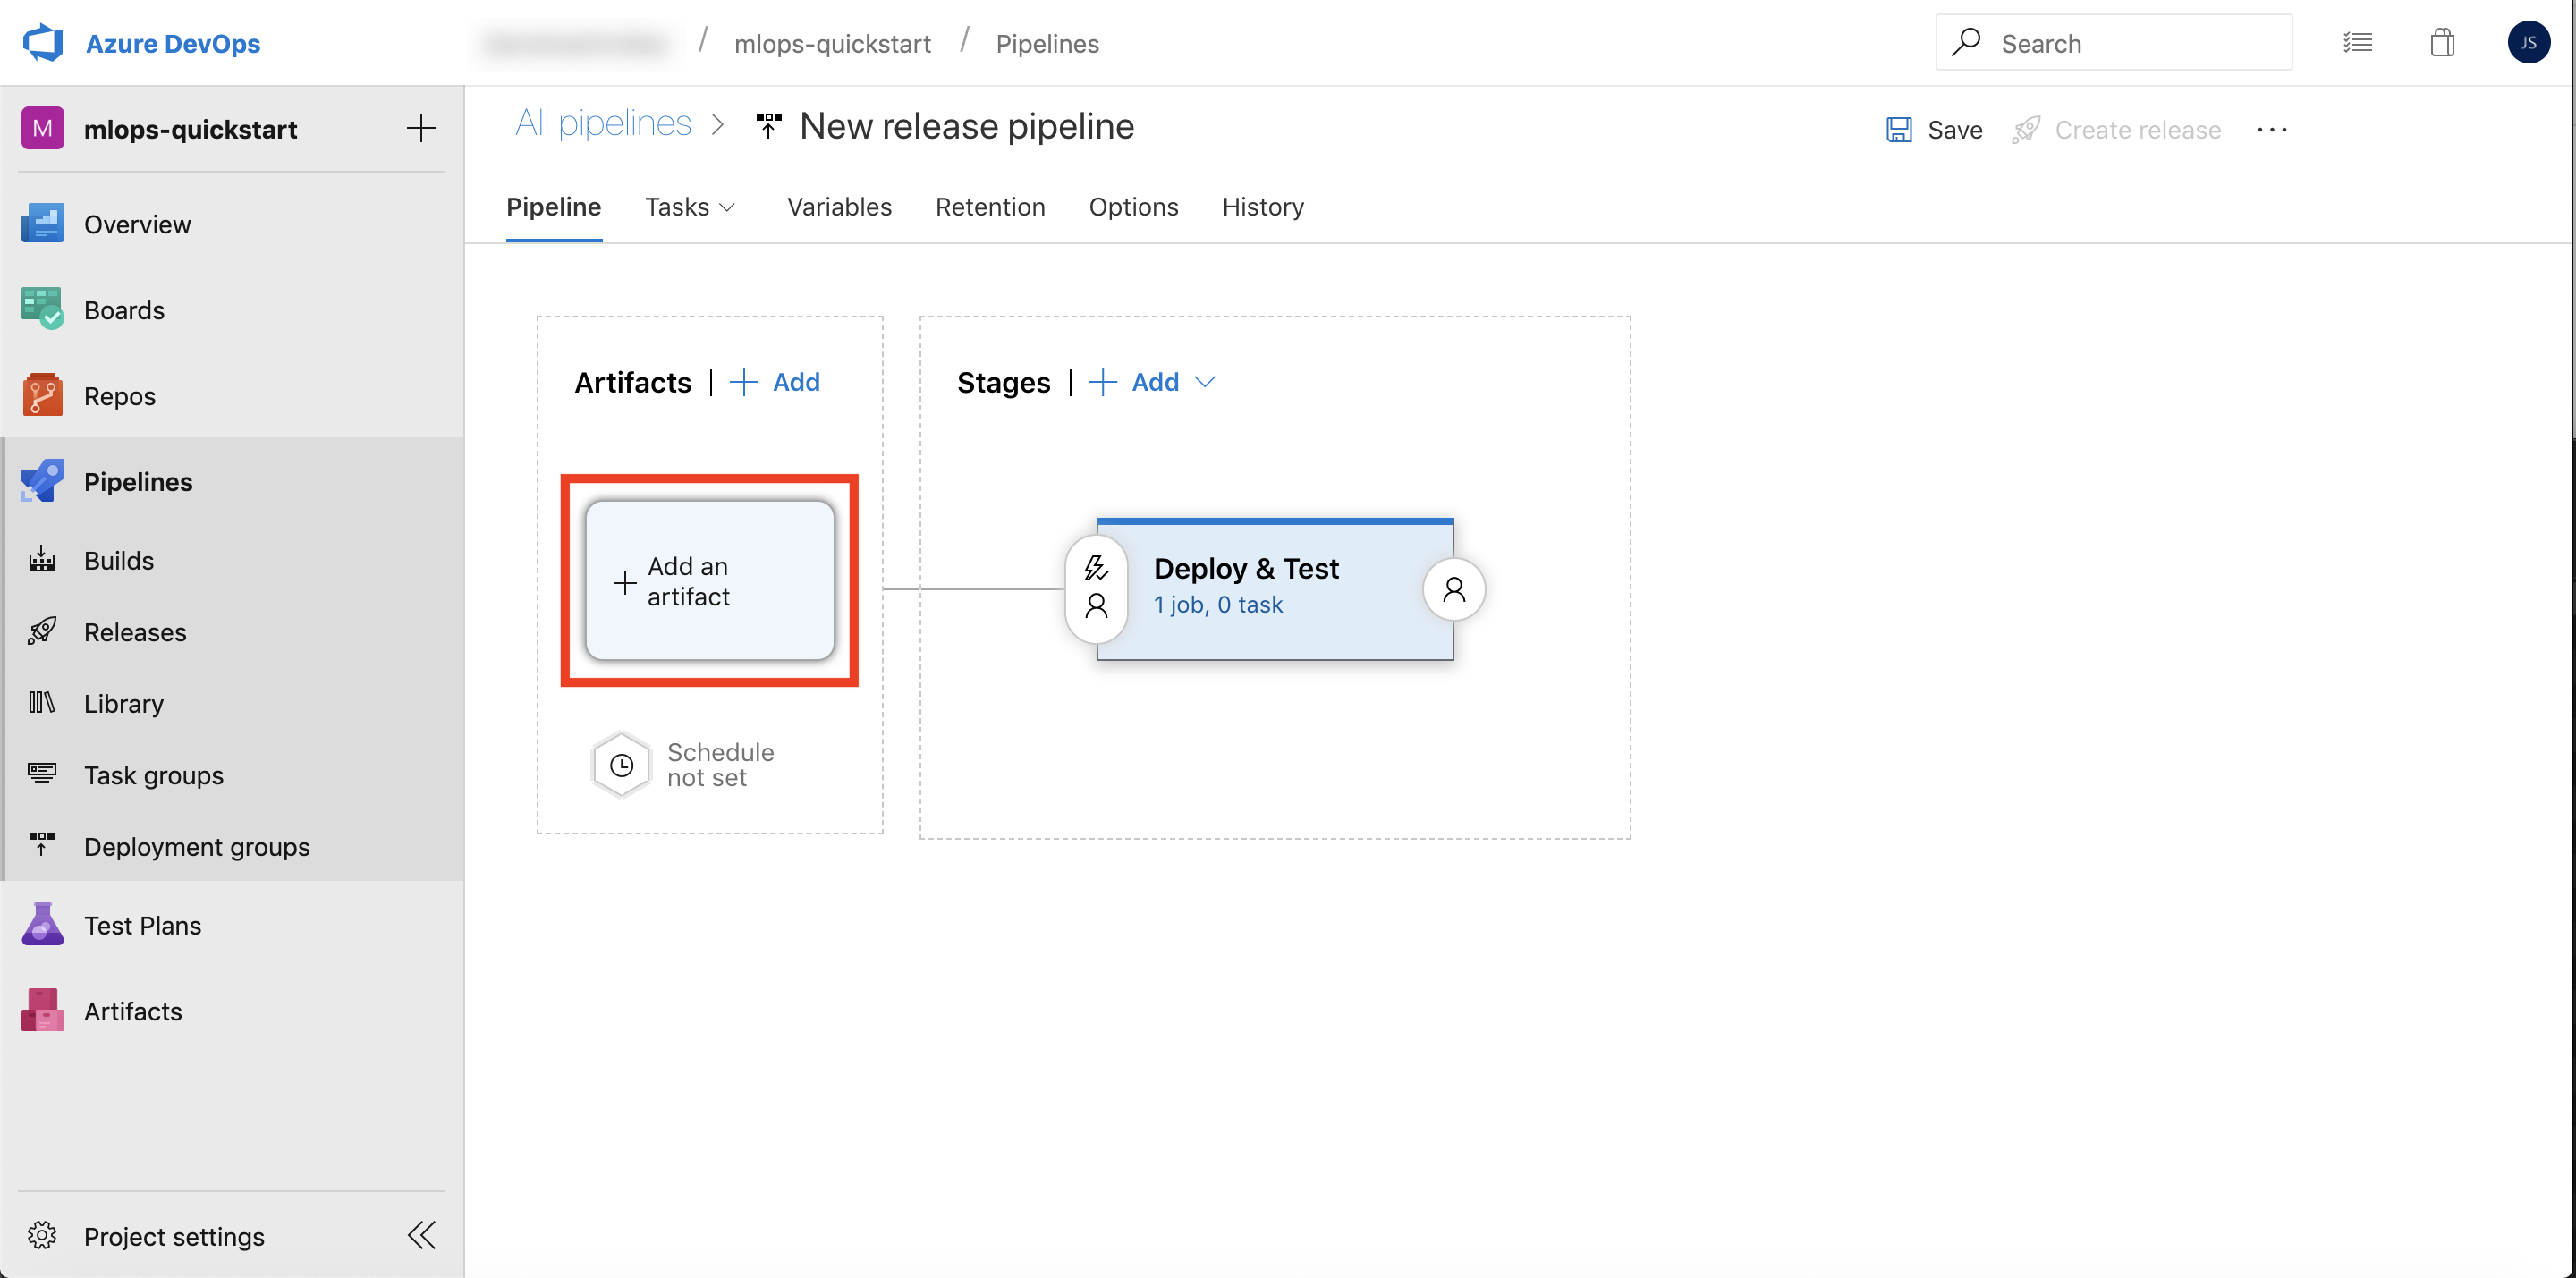 Azure DevOps
/ mlops-quickstart / Pipelines
Search
JS
M mlops-quickstart
Overview
Boards
Repos
Pipelines
Builds
Releases
Library
Task groups
Deployment groups
Test Plans
Artifacts
Project settings
All pipelines > New release pipeline
Save
Create release
...
Pipeline Tasks Variables Retention Options History
Artifacts | + Add
Add an
artifact
Schedule
not set
Stages | + Add
Deploy & Test
1 job, 0 task